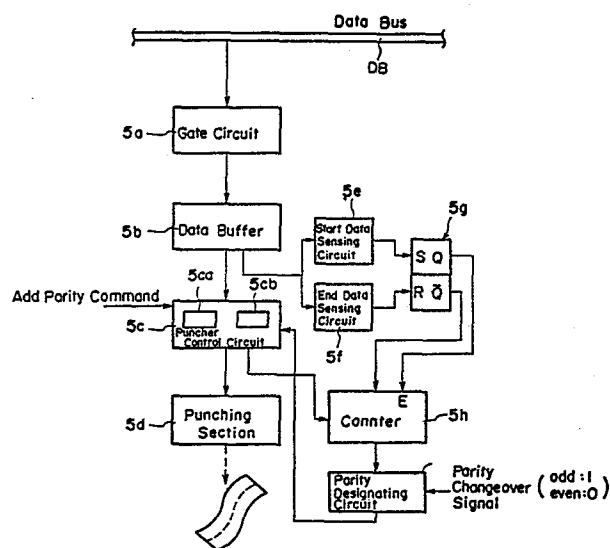 Data Bus
DB
5a
Gate Circuit
5b
Data Buffer
5e
Start Data
Sensing
Circuit
5g
S Q
R Q̄
End Data
Sensing
Circuit
5f
Add Parity Command
5ca
5cb
5c
Puncher
Control Circuit
5d
Punching
Section
E
Connter
5h
Parity
Designating
Circuit
Parity
Changeover
Signal
(odd:1
even:0)